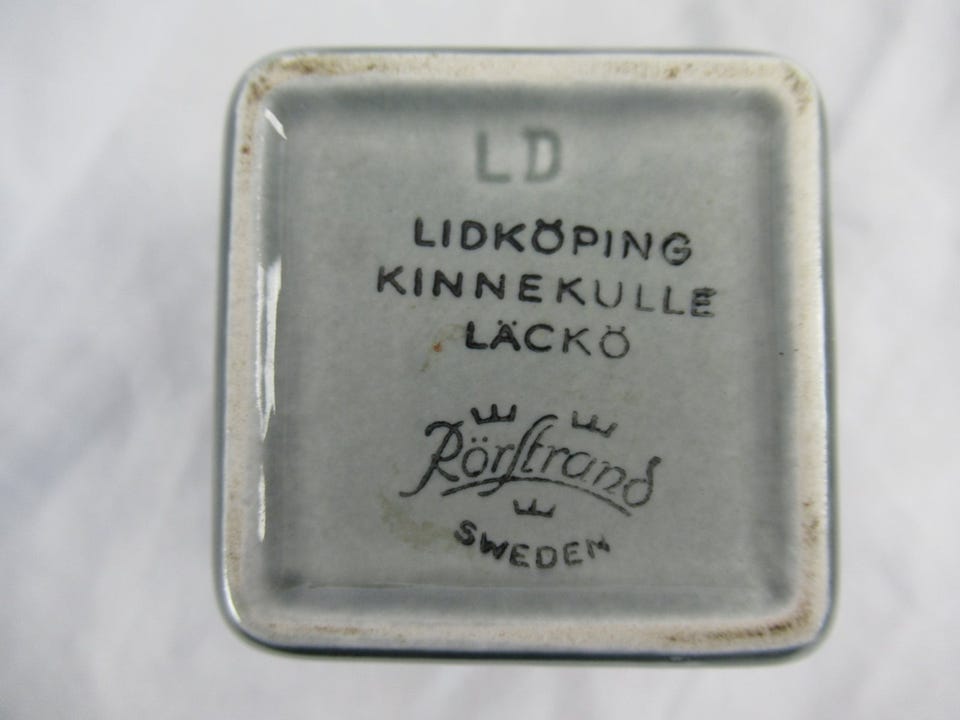 LD
LIDKÖPING
KINNEKULLE
LÄCKÖ
Rörstrand
SWEDEN